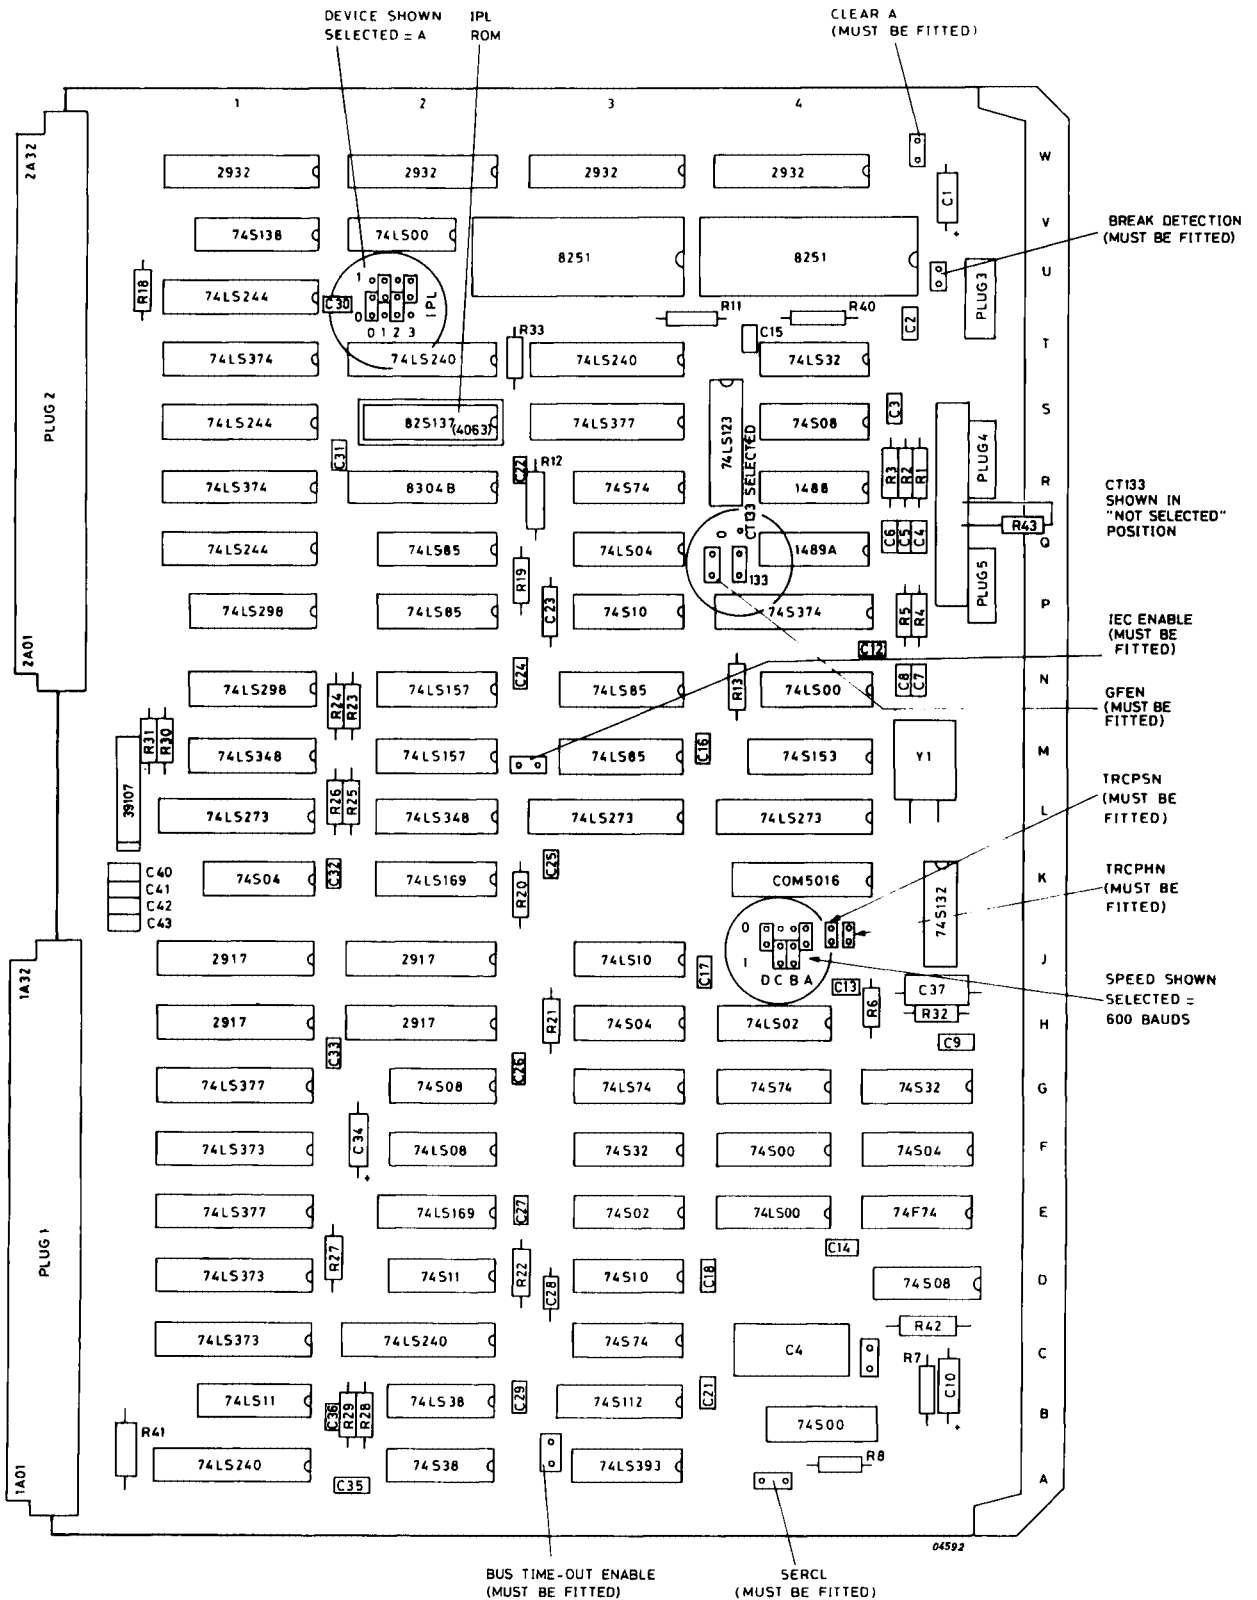 DEVICE SHOWN
SELECTED = A
IPL
ROM
CLEAR A
(MUST BE FITTED)
1
2
3
4
2A32
PLUG 2
2A01
W
2932
2932
2932
2932
C1
+
V
74S138
74LS00
8251
8251
BREAK DETECTION
(MUST BE FITTED)
U
R18
74LS244
C30
1
0
0 1 2 3
IPL
PLUG3
R11
R40
C2
C15
R33
T
74LS374
74LS240
74LS240
74LS32
S
74LS244
82S137
(4063)
74LS377
74LS123
74S08
C3
PLUG4
C31
C22
R12
CT133 SELECTED
R
74LS374
8304B
74S74
1488
R3
R2
R1
CT133
SHOWN IN
"NOT SELECTED"
POSITION
R43
Q
74LS244
74LS85
74LS04
0
133
1489A
C6
C5
C4
R19
C23
PLUG5
P
74LS298
74LS85
74S10
74S374
R5
R4
IEC ENABLE
(MUST BE
FITTED)
C12
C24
N
74LS298
R24
R23
74LS157
74LS85
R13
74LS00
C8
C7
GFEN
(MUST BE
FITTED)
R31
R30
M
74LS348
74LS157
74LS85
C16
74S153
Y1
39107
R26
R25
L
74LS273
74LS348
74LS273
74LS273
TRCPSN
(MUST BE
FITTED)
C40
C41
C42
C43
K
74S04
C32
74LS169
R20
C25
COM5016
74S132
TRCPHN
(MUST BE
FITTED)
0
1
D C B A
1A32
PLUG 1
1A01
J
2917
2917
74LS10
C17
C13
R6
C37
R32
C9
SPEED SHOWN
SELECTED =
600 BAUDS
H
2917
2917
R21
74S04
74LS02
C33
C26
G
74LS377
74S08
74LS74
74S74
74S32
C34
+
F
74LS373
74LS08
74S32
74S00
74S04
E
74LS377
74LS169
C27
74S02
74LS00
74F74
C14
R27
R22
C28
D
74LS373
74S11
74S10
C18
74S08
R42
C
74LS373
74LS240
74S74
C4
R7
C10
+
B
74LS11
C36
R29
R28
74LS38
C29
74S112
C21
74S00
R41
A
74LS240
C35
74S38
74LS393
R8
04592
BUS TIME-OUT ENABLE
(MUST BE FITTED)
SERCL
(MUST BE FITTED)